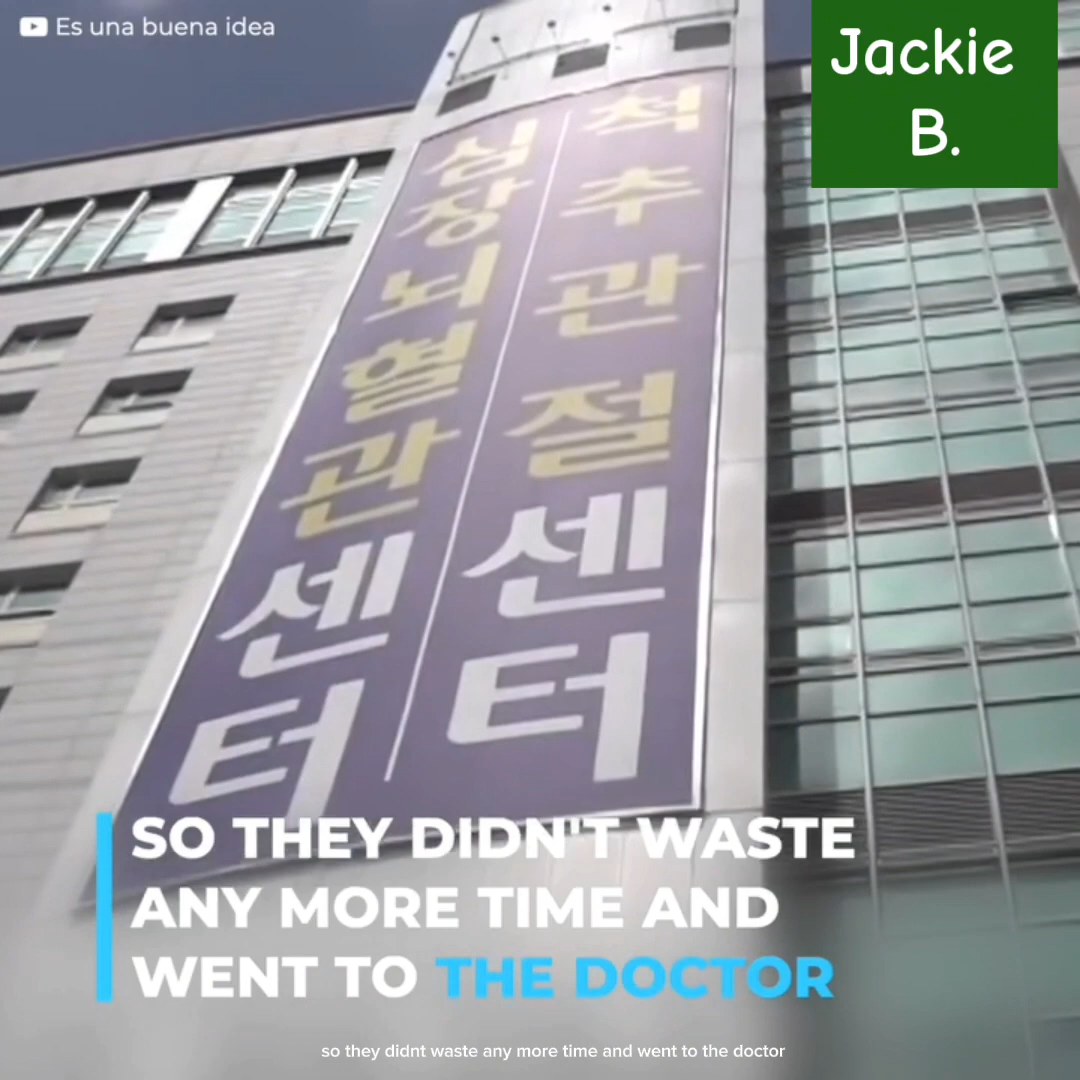 Es una buena idea
Jackie
B.
심장뇌혈관센터
척추관절센터
SO THEY DIDN'T WASTE
ANY MORE TIME AND
WENT TO THE DOCTOR
so they didnt waste any more time and went to the doctor